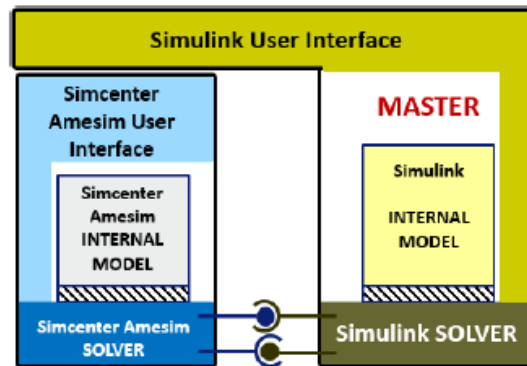 Simulink User Interface
Simcenter
Amesim User
Interface
MASTER
Simcenter
Amesim
INTERNAL
MODEL
Simulink
INTERNAL
MODEL
Simcenter Amesim
SOLVER
Simulink SOLVER